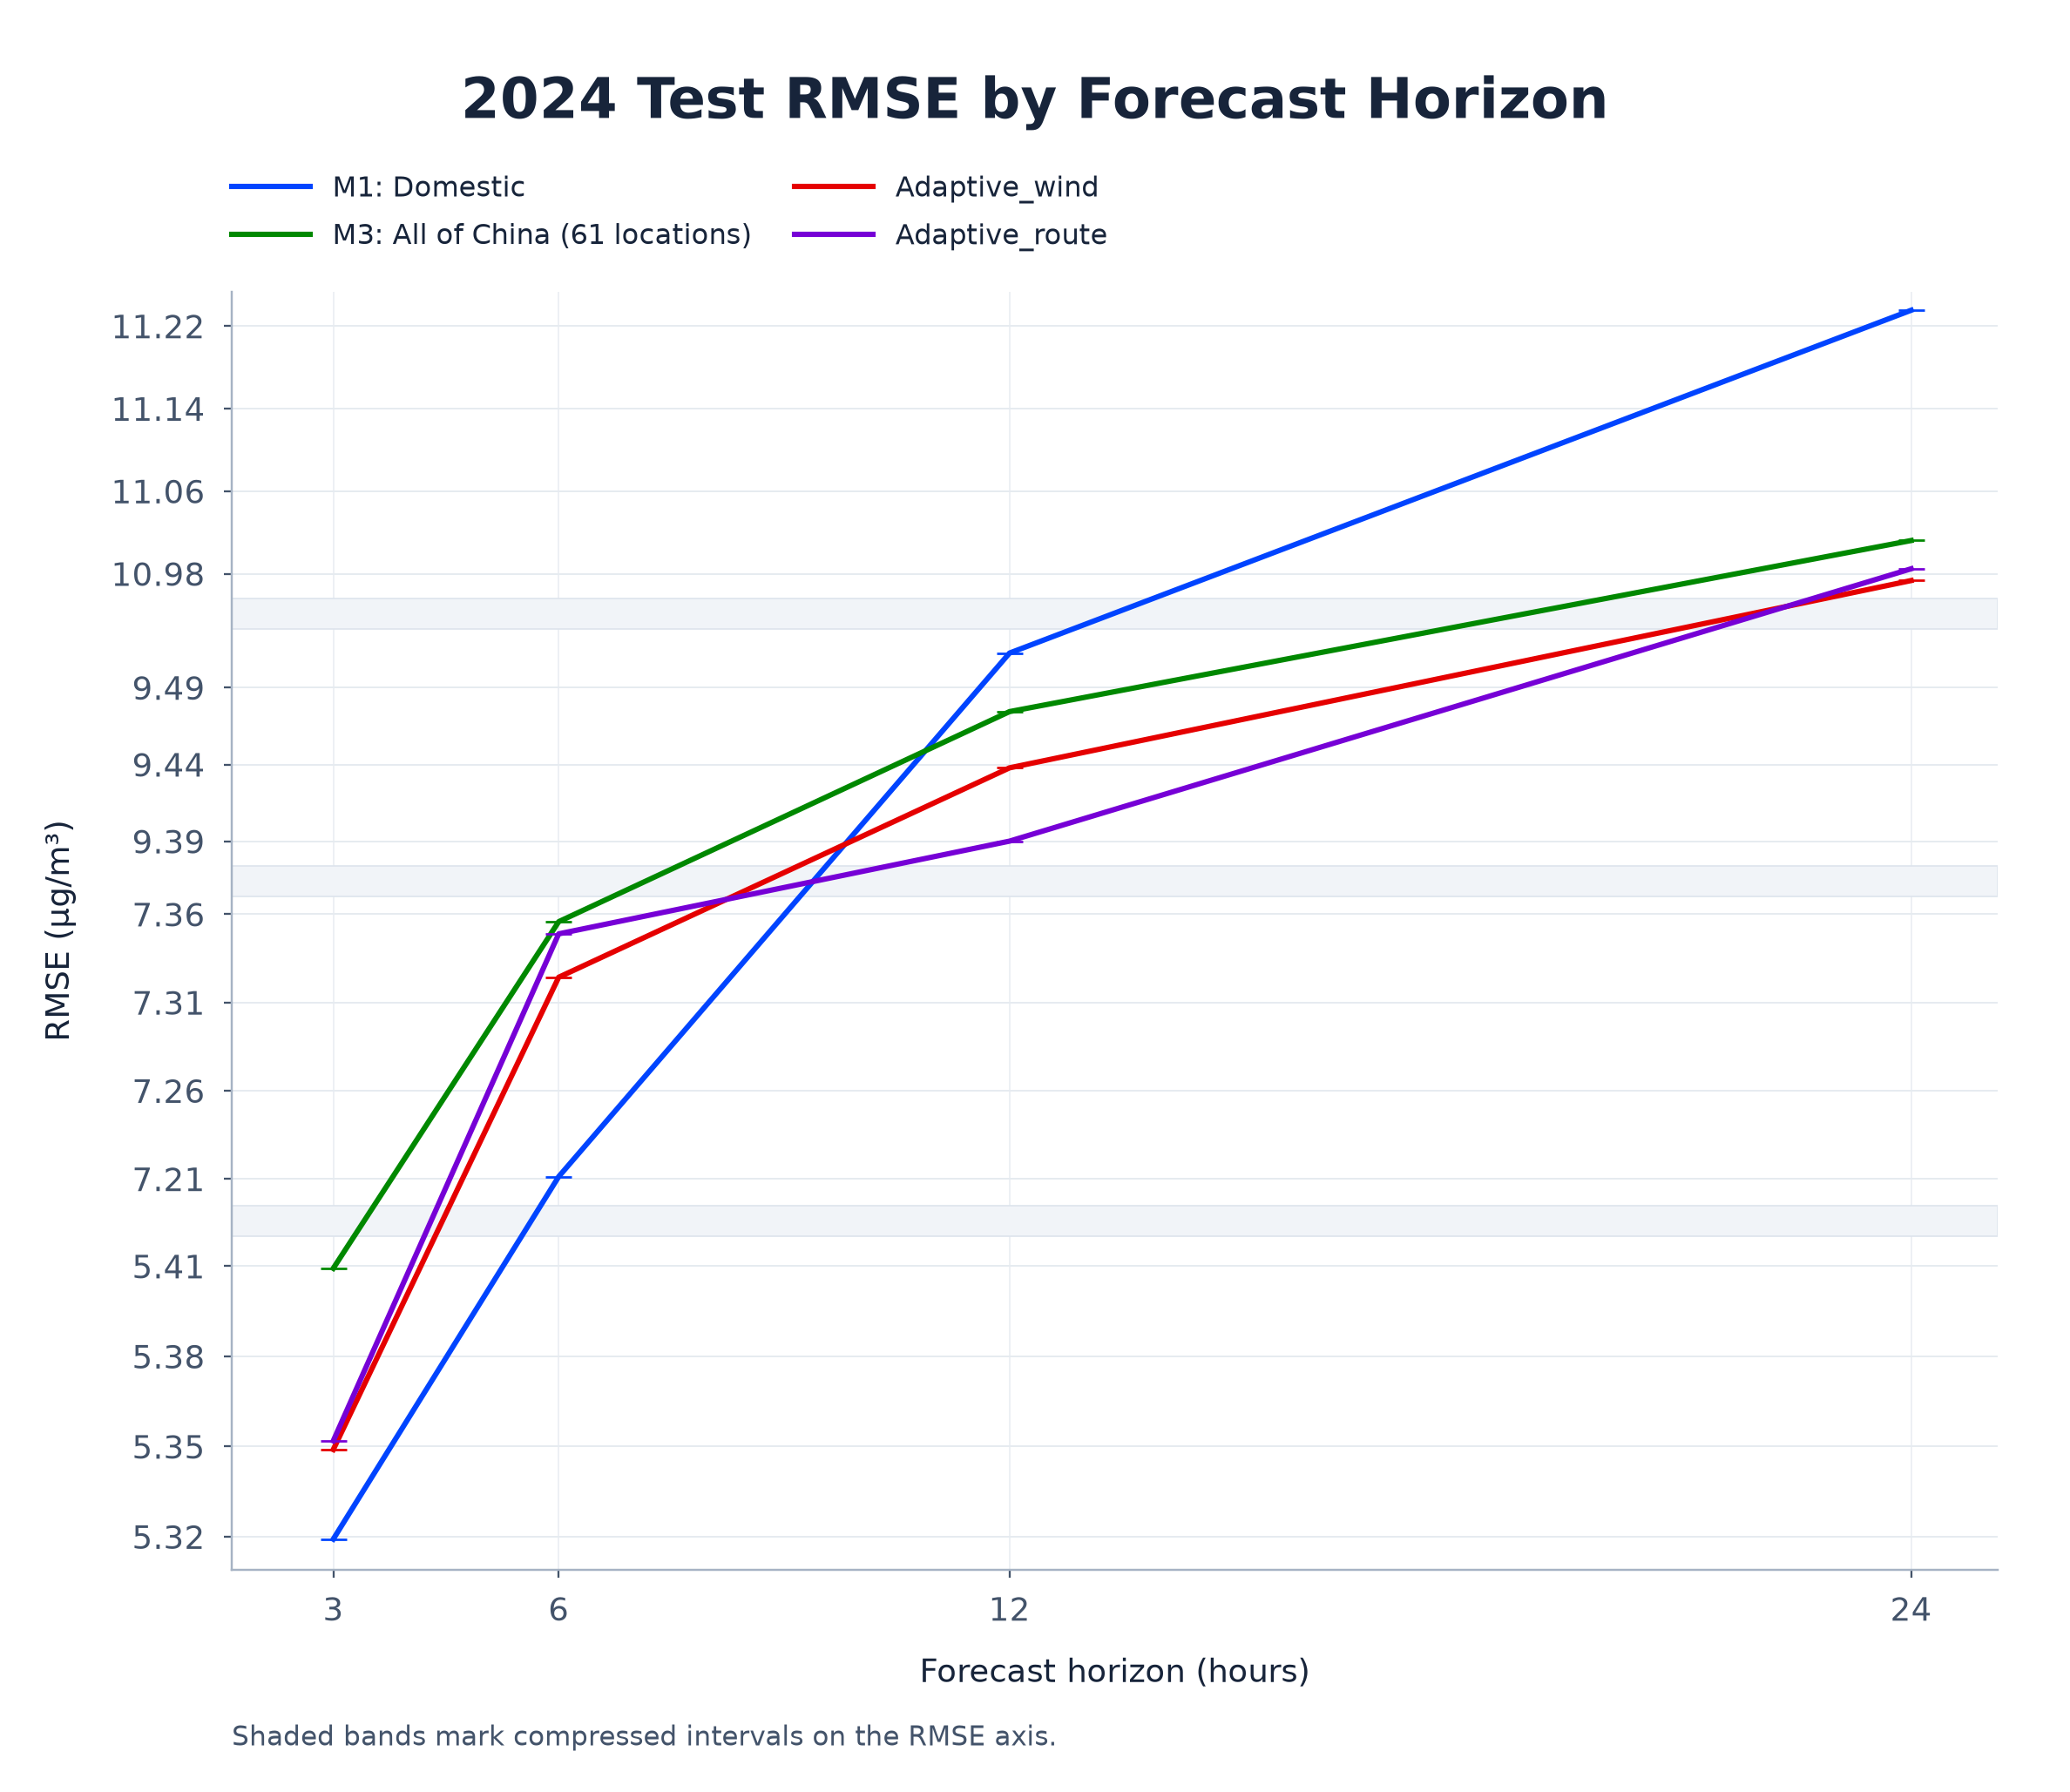 2024 Test RMSE by Forecast Horizon
M1: Domestic
Adaptive_wind
M3: All of China (61 locations)
Adaptive_route
11.22
11.14
11.06
10.98
9.49
9.44
9.39
7.36
7.31
7.26
7.21
5.41
5.38
5.35
5.32
RMSE (µg/m³)
3 6 12 24
Forecast horizon (hours)
Shaded bands mark compressed intervals on the RMSE axis.